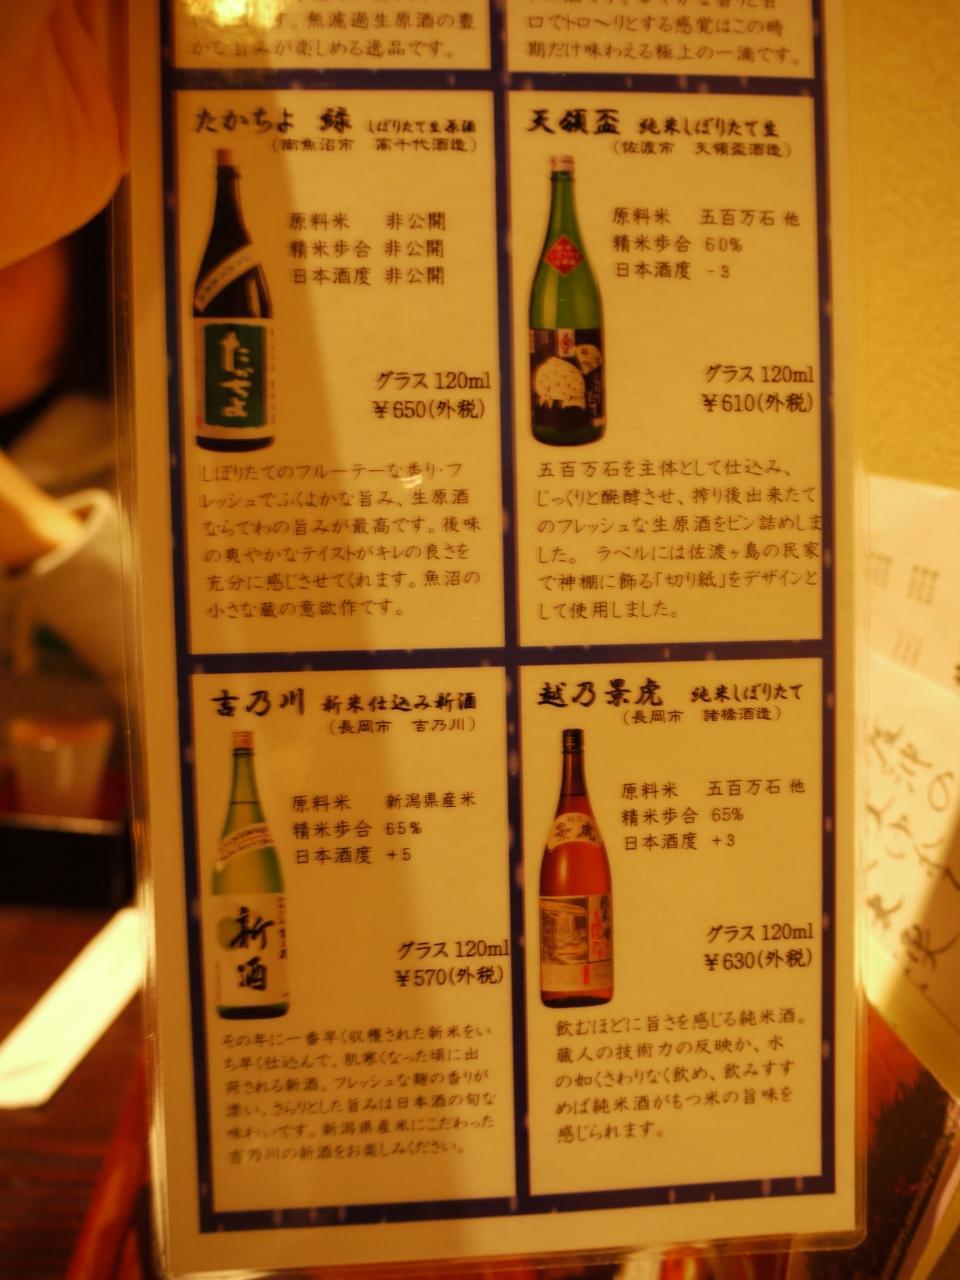 す。無濾過生原酒の豊
かな旨みが楽しめる逸品です。
口でトロ〜りとする感覚はこの時
期だけ味わえる極上の一滴です。
たかちよ 緑 しぼりたて生原酒
(南魚沼市 高千代酒造)
原料米 非公開
精米歩合 非公開
日本酒度 非公開
たかちよ
グラス 120ml
¥650(外税)
しぼりたてのフルーテーな香り・フ
レッシュでふくよかな旨み、生原酒
ならでわの旨みが最高です。後味
の爽やかなテイストがキレの良さを
充分に感じさせてくれます。魚沼の
小さな蔵の意欲作です。
天領盃 純米しぼりたて生
(佐渡市 天領盃酒造)
原料米 五百万石 他
精米歩合 60%
日本酒度 -3
グラス 120ml
¥610(外税)
五百万石を主体として仕込み、
じっくりと醗酵させ、搾り後出来たて
のフレッシュな生原酒をビン詰めしま
した。 ラベルには佐渡ヶ島の民家
で神棚に飾る「切り紙」をデザインと
して使用しました。
吉乃川 新米仕込み新酒
(長岡市 吉乃川)
原料米 新潟県産米
精米歩合 65%
日本酒度 +5
新酒
グラス 120ml
¥570(外税)
その年に一番早く収穫された新米をい
ち早く仕込んで、肌寒くなった頃に出
荷される新酒。フレッシュな麹の香りが
漂い、さらりとした旨みは日本酒の旬な
味わいです。新潟県産米にこだわった
吉乃川の新酒をお楽しみください。
越乃景虎 純米しぼりたて
(長岡市 諸橋酒造)
原料米 五百万石 他
精米歩合 65%
日本酒度 +3
景虎
グラス 120ml
¥630(外税)
飲むほどに旨さを感じる純米酒。
蔵人の技術力の反映か、水
の如くさわりなく飲め、飲みすす
めば純米酒がもつ米の旨味を
感じられます。